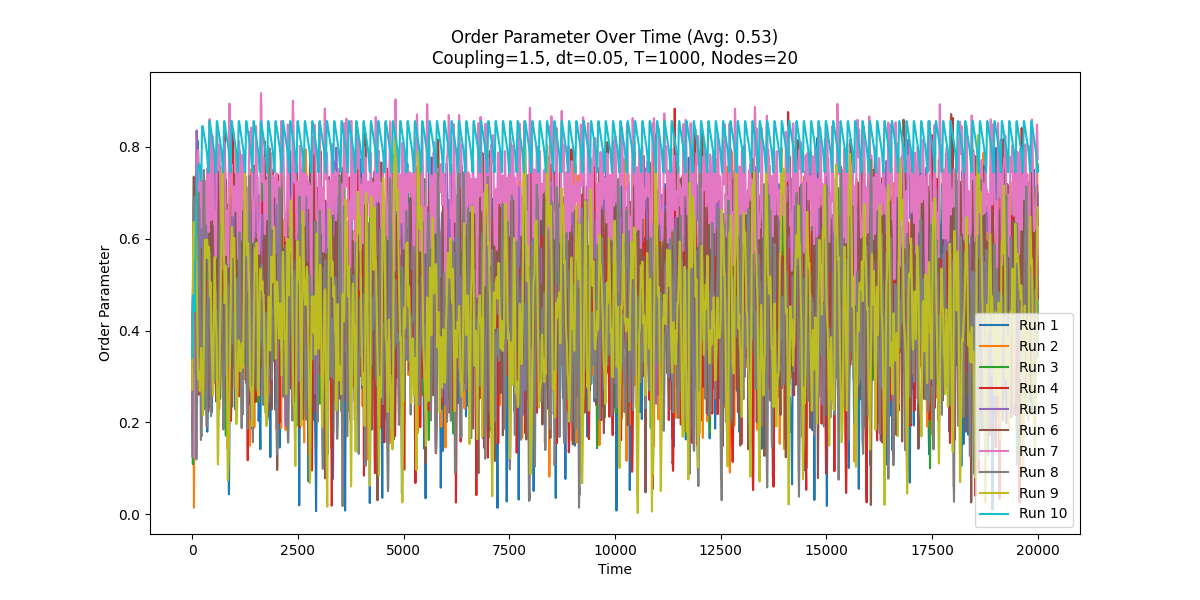 Order Parameter Over Time (Avg: 0.53)
Coupling=1.5, dt=0.05, T=1000, Nodes=20
Order Parameter
0.8
0.6
0.4
0.2
0.0
Run 1
Run 2
Run 3
Run 4
Run 5
Run 6
Run 7
Run 8
Run 9
Run 10
0 2500 5000 7500 10000 12500 15000 17500 20000
Time